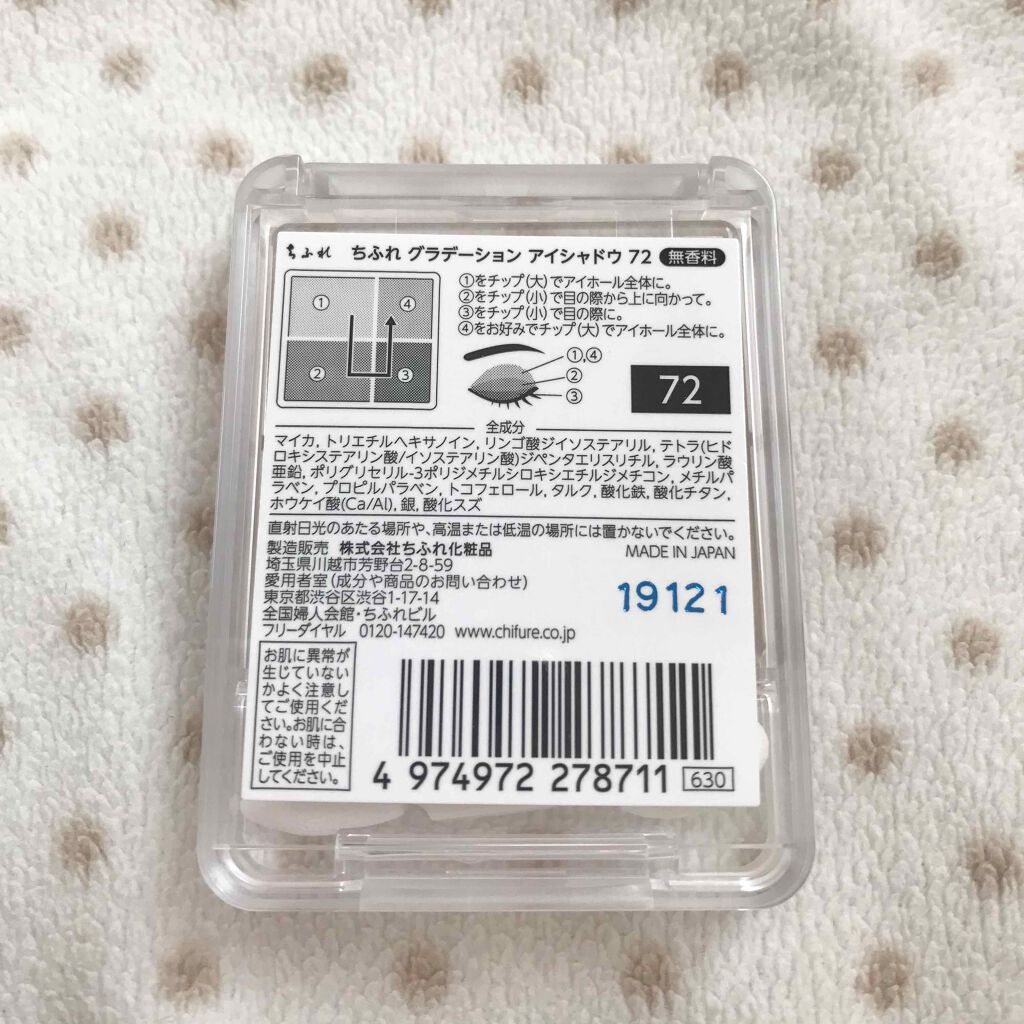 ちふれ ちふれ グラデーション アイシャドウ 72 無香料
①をチップ(大)でアイホール全体に。
②をチップ(小)で目の際から上に向かって。
③をチップ(小)で目の際に。
④をお好みでチップ(大)でアイホール全体に。
① ④
② ③
①,④
②
③
72
全成分
マイカ, トリエチルヘキサノイン, リンゴ酸ジイソステアリル, テトラ(ヒド
ロキシステアリン酸/イソステアリン酸)ジペンタエリスリチル, ラウリン酸
亜鉛, ポリグリセリル-3ポリジメチルシロキシエチルジメチコン, メチルパ
ラベン, プロピルパラベン, トコフェロール, タルク, 酸化鉄, 酸化チタン,
ホウケイ酸(Ca/Al), 銀, 酸化スズ
直射日光のあたる場所や、高温または低温の場所には置かないでください。
製造販売 株式会社ちふれ化粧品 MADE IN JAPAN
埼玉県川越市芳野台2-8-59
愛用者室(成分や商品のお問い合わせ)
東京都渋谷区渋谷1-17-14
全国婦人会館・ちふれビル
フリーダイヤル 0120-147420 www.chifure.co.jp
19121
お肌に異常が
生じていない
かよく注意し
てご使用くだ
さい。お肌に合
わない時は、
ご使用を中止
してください。
4 974972 278711 630